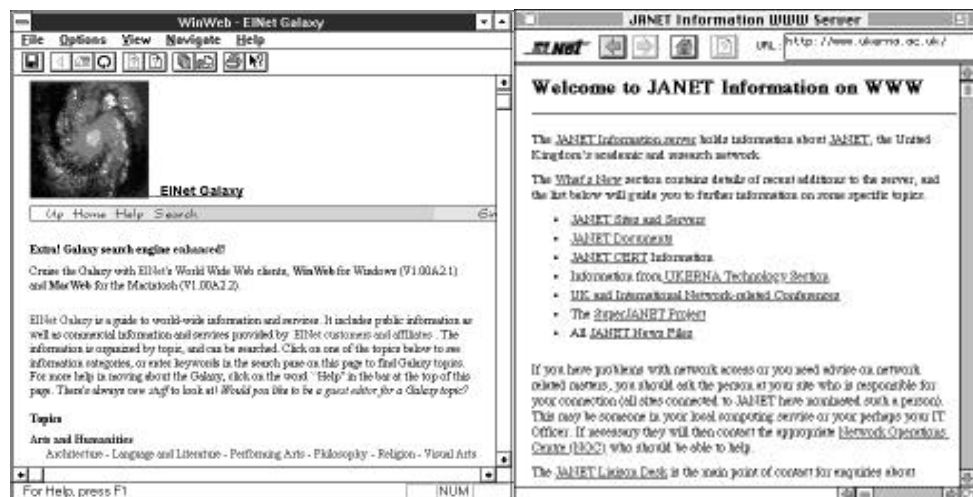 WinWeb - EINet Galaxy
File Options View Navigate Help
EINet Galaxy
Up Home Help Search
Extra! Galaxy search engine enhanced!
Cruise the Galaxy with EINet's World Wide Web clients, WinWeb for Windows (V1.00A2.1)
and MacWeb for the Macintosh (V1.00A2.2).
EINet Galaxy is a guide to world-wide information and services. It includes public information as
well as commercial information and services provided by EINet customers and affiliates. The
information is organized by topic, and can be searched. Click on one of the topics below to see
information categories, or enter keywords in the search pane on this page to find Galaxy topics.
For more help in moving about the Galaxy, click on the word "Help" in the bar at the top of this
page. There's always new stuff to look at! Would you like to be a guest editor for a Galaxy topic?
Topics
Arts and Humanities
Architecture - Language and Literature - Performing Arts - Philosophy - Religion - Visual Arts
For Help, press F1
NUM
JANET Information WWW Server
EINet
URL: http://www.ukerna.ac.uk/
Welcome to JANET Information on WWW
The JANET Information server holds information about JANET, the United
Kingdom's academic and research network.
The What's New section contains details of recent additions to the server, and
the list below will guide you to further information on some specific topics.
• JANET Sites and Servers
• JANET Documents
• JANET CERT Information
• Information from UKERNA Technology Section
• UK and International Network-related Conferences
• The SuperJANET Project
• All JANET News Files
If you have problems with network access or you need advice on network
related matters, you should ask the person at your site who is responsible for
your connection (all sites connected to JANET have nominated such a person).
This may be someone in your local computing service or your perhaps your IT
Officer. If necessary they will then contact the appropriate Network Operations
Centre (NOC) who should be able to help.
The JANET Liaison Desk is the main point of contact for enquiries about